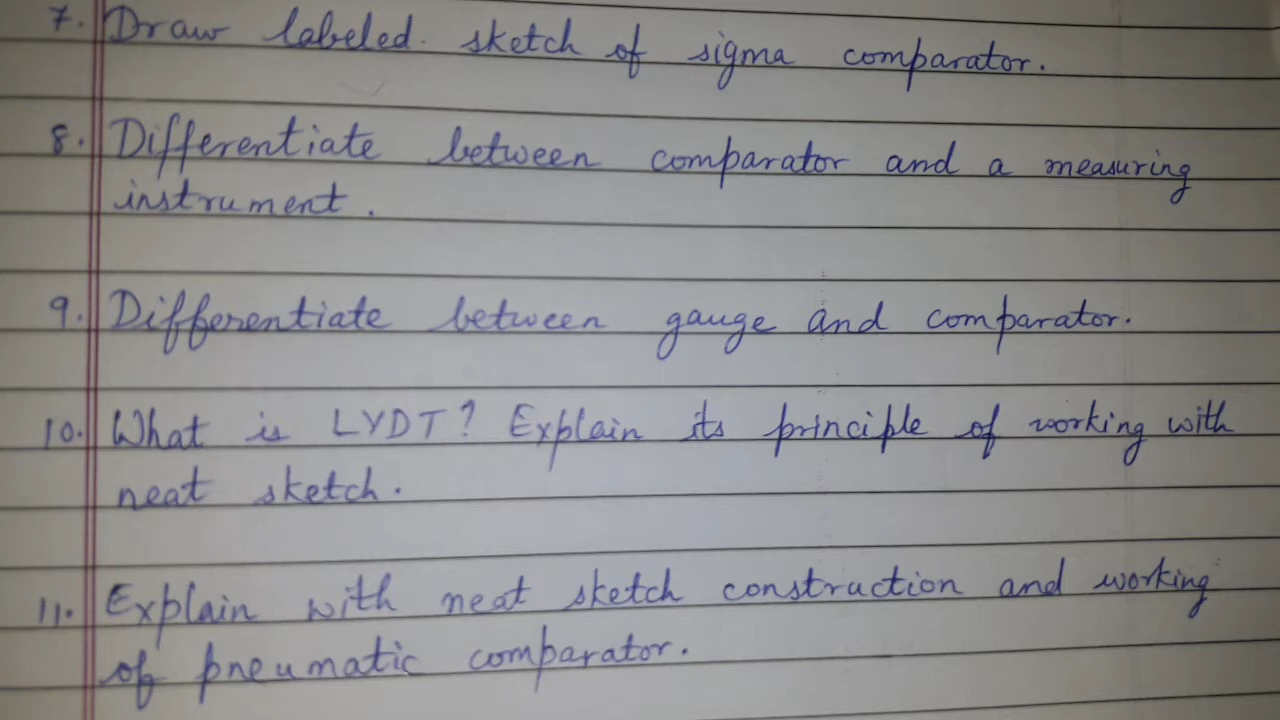 7. Draw labeled. sketch of sigma comparator.
8. Differentiate between comparator and a measuring
instrument.
9. Differentiate between gauge and comparator.
10. What is LVDT? Explain its principle of working with
neat sketch.
11. Explain with neat sketch construction and working
of pneumatic comparator.